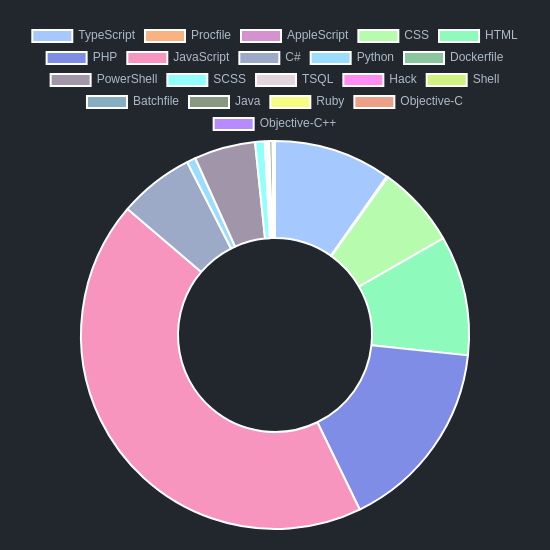 TypeScript Procfile AppleScript CSS HTML
PHP JavaScript C# Python Dockerfile
PowerShell SCSS TSQL Hack Shell
Batchfile Java Ruby Objective-C
Objective-C++